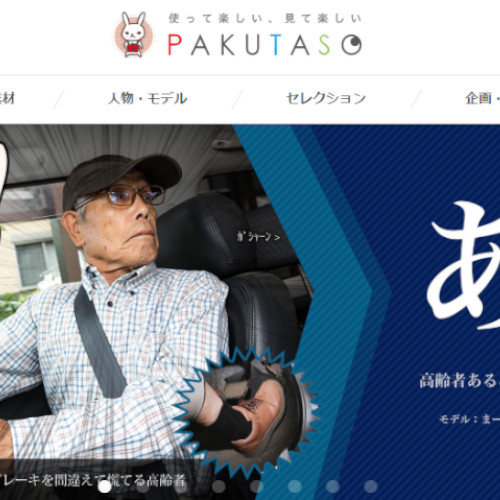 使って楽しい、見て楽しい
PAKUTASO
素材
人物・モデル
セレクション
企画・
ガシャーン >
あ
高齢者ある
モデル：まー
ブレーキを間違えて慌てる高齢者